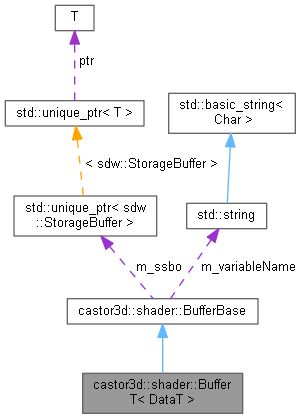 T
ptr
std::unique_ptr< T >
std::basic_string<
Char >
< sdw::StorageBuffer >
std::unique_ptr< sdw
::StorageBuffer >
std::string
m_ssbo
m_variableName
castor3d::shader::BufferBase
castor3d::shader::Buffer
T< DataT >